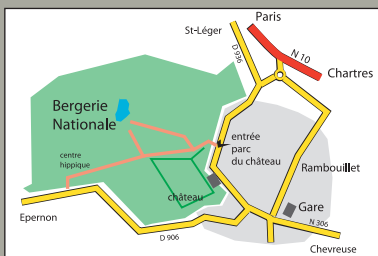 Paris
St-Léger
D 936
N 10
Chartres
Bergerie
Nationale
entrée
parc
du château
centre
hippique
Rambouillet
château
Gare
Epernon
N 306
D 906
Chevreuse